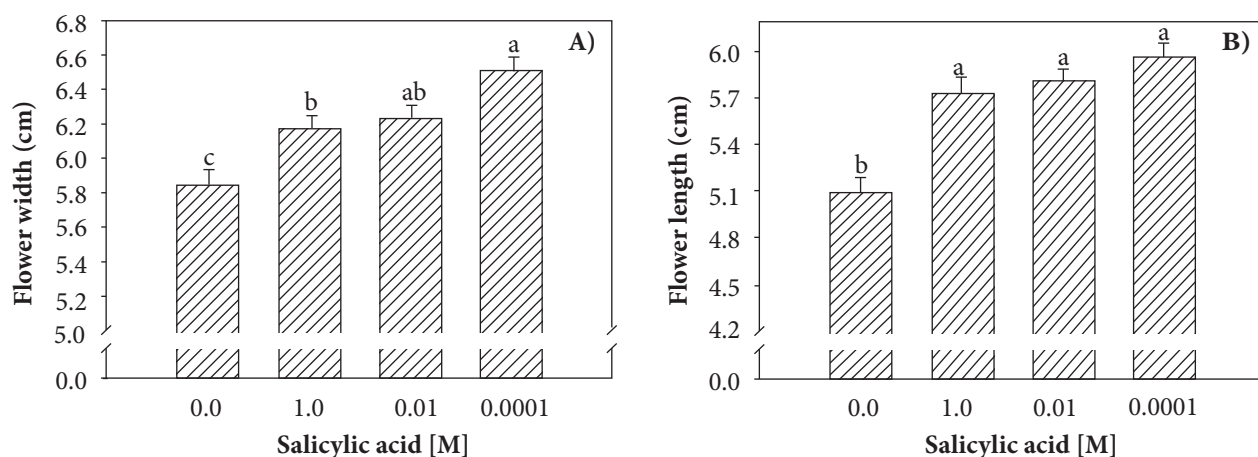 A)
Flower width (cm)
6.8
6.6
6.4
6.2
6.0
5.8
5.6
5.4
5.2
5.0
0.0
c
b
ab
a
0.0 1.0 0.01 0.0001
Salicylic acid [M]
B)
Flower length (cm)
6.0
5.7
5.4
5.1
4.8
4.5
4.2
0.0
b
a
a
a
0.0 1.0 0.01 0.0001
Salicylic acid [M]